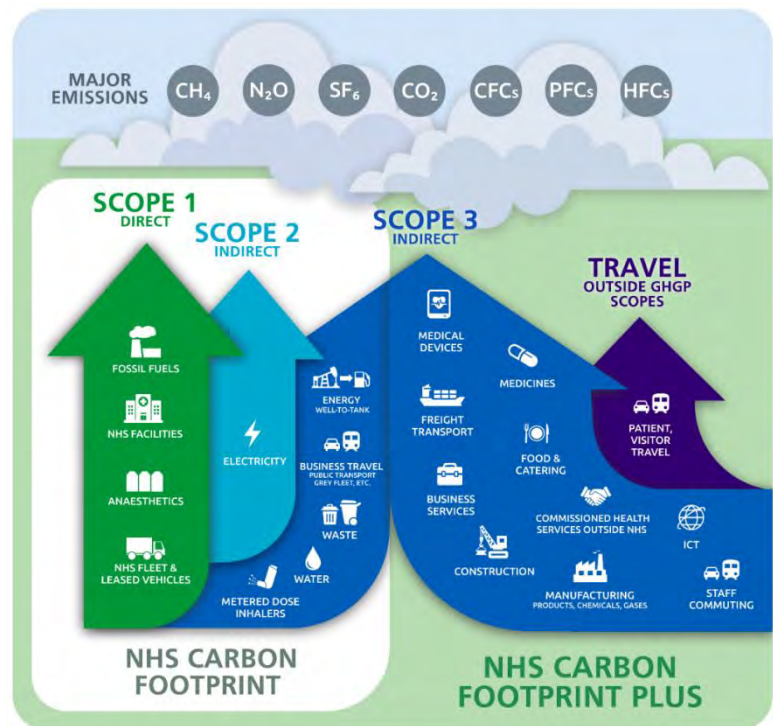 MAJOR
EMISSIONS
CH₄
N₂O
SF₆
CO₂
CFCs
PFCs
HFCs
SCOPE 1
DIRECT
SCOPE 2
INDIRECT
SCOPE 3
INDIRECT
TRAVEL
OUTSIDE GHGP
SCOPES
FOSSIL FUELS
NHS FACILITIES
ANAESTHETICS
NHS FLEET &
LEASED VEHICLES
ELECTRICITY
ENERGY
WELL-TO-TANK
BUSINESS TRAVEL
PUBLIC TRANSPORT
GREY FLEET, ETC.
WASTE
WATER
METERED DOSE
INHALERS
MEDICAL
DEVICES
MEDICINES
FREIGHT
TRANSPORT
FOOD &
CATERING
BUSINESS
SERVICES
COMMISSIONED HEALTH
SERVICES OUTSIDE NHS
ICT
CONSTRUCTION
MANUFACTURING
PRODUCTS, CHEMICALS, GASES
STAFF
COMMUTING
PATIENT,
VISITOR
TRAVEL
NHS CARBON
FOOTPRINT
NHS CARBON
FOOTPRINT PLUS